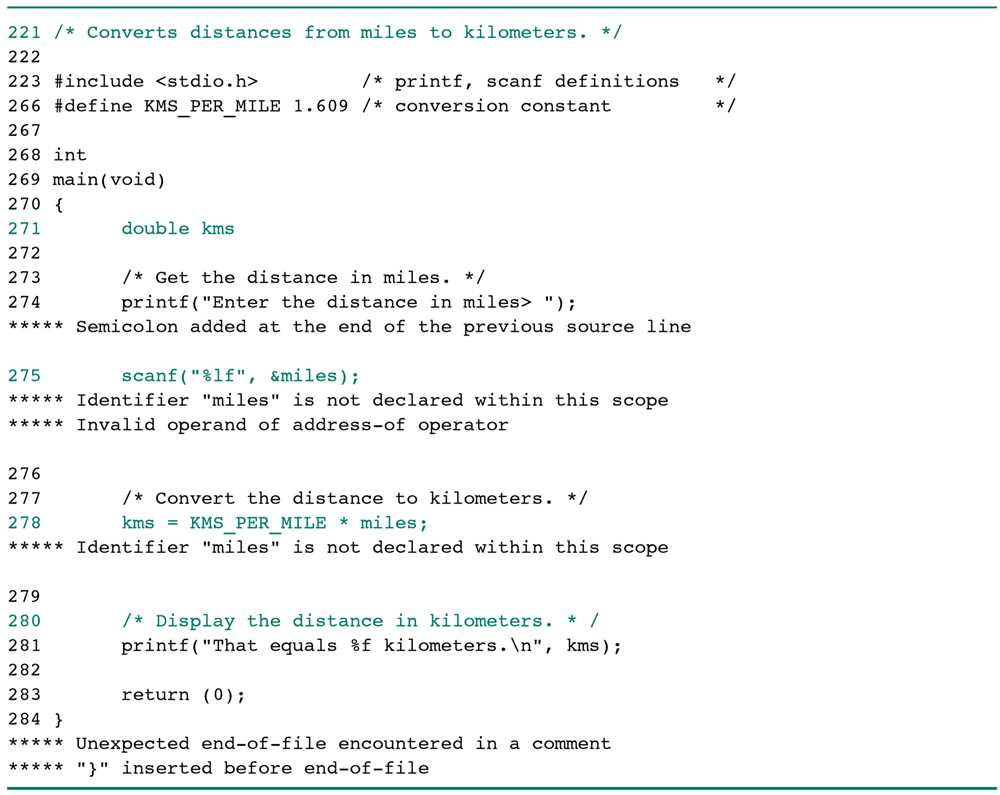 221 /* Converts distances from miles to kilometers. */
222
223 #include <stdio.h>         /* printf, scanf definitions   */
266 #define KMS_PER_MILE 1.609 /* conversion constant         */
267
268 int
269 main(void)
270 {
271       double kms
272
273       /* Get the distance in miles. */
274       printf("Enter the distance in miles> ");
***** Semicolon added at the end of the previous source line
275       scanf("%lf", &miles);
***** Identifier "miles" is not declared within this scope
***** Invalid operand of address-of operator
276
277       /* Convert the distance to kilometers. */
278       kms = KMS_PER_MILE * miles;
***** Identifier "miles" is not declared within this scope
279
280       /* Display the distance in kilometers. * /
281       printf("That equals %f kilometers.\n", kms);
282
283       return (0);
284 }
***** Unexpected end-of-file encountered in a comment
***** "}" inserted before end-of-file